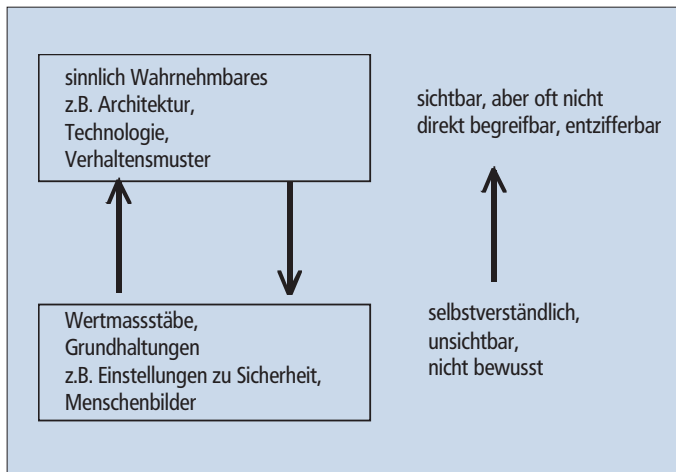 sinnlich Wahrnehmbares
z.B. Architektur,
Technologie,
Verhaltensmuster
sichtbar, aber oft nicht
direkt begreifbar, entzifferbar
Wertmassstäbe,
Grundhaltungen
z.B. Einstellungen zu Sicherheit,
Menschenbilder
selbstverständlich,
unsichtbar,
nicht bewusst